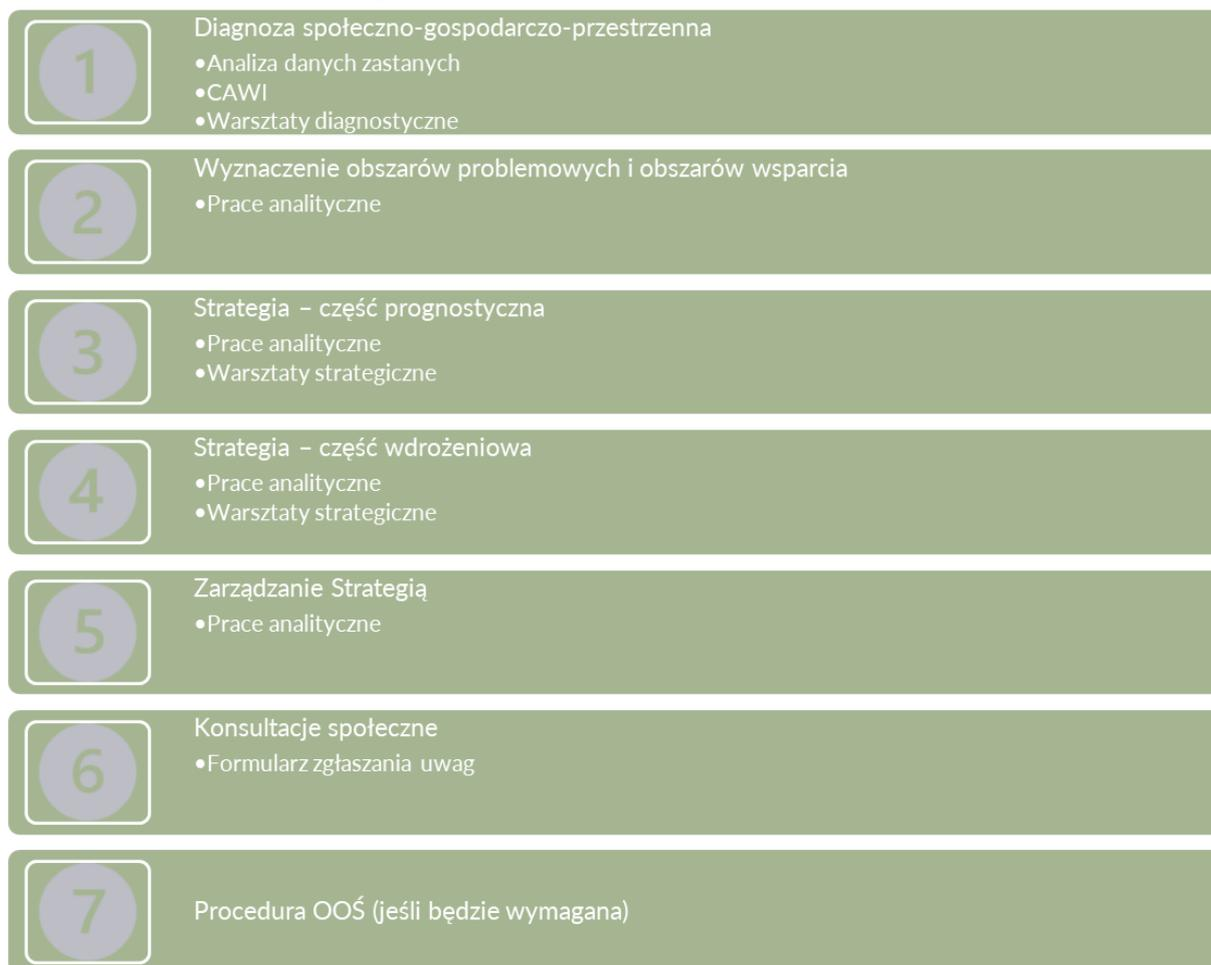 1
Diagnoza społeczno-gospodarczo-przestrzenna
•Analiza danych zastanych
•CAWI
•Warsztaty diagnostyczne
2
Wyznaczenie obszarów problemowych i obszarów wsparcia
•Prace analityczne
3
Strategia – część prognostyczna
•Prace analityczne
•Warsztaty strategiczne
4
Strategia – część wdrożeniowa
•Prace analityczne
•Warsztaty strategiczne
5
Zarządzanie Strategią
•Prace analityczne
6
Konsultacje społeczne
•Formularz zgłaszania uwag
7
Procedura OOŚ (jeśli będzie wymagana)